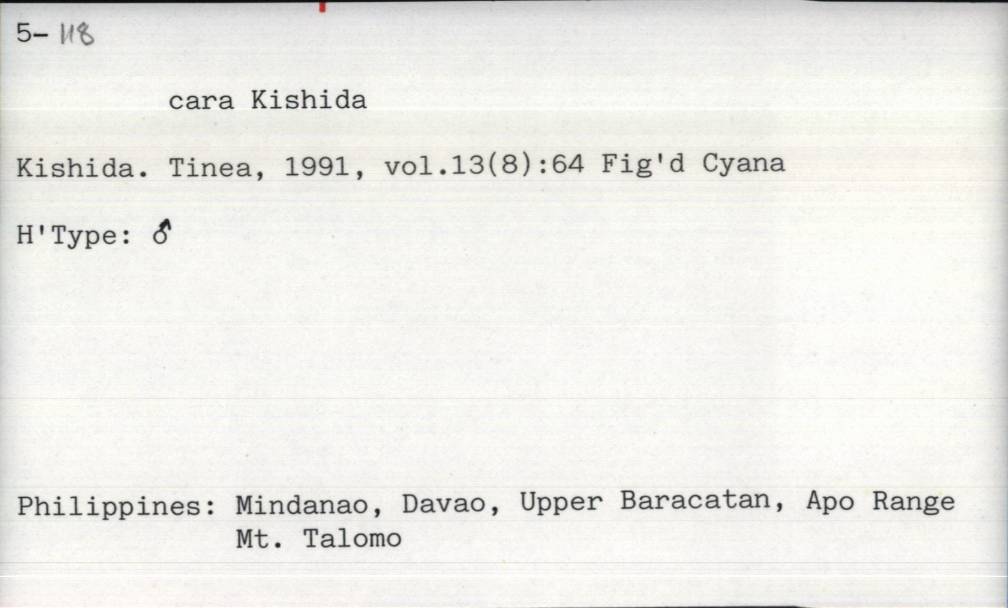 5- 118
cara Kishida
Kishida. Tinea, 1991, vol.13(8):64 Fig'd Cyana
H'Type: ♂
Philippines: Mindanao, Davao, Upper Baracatan, Apo Range
Mt. Talomo